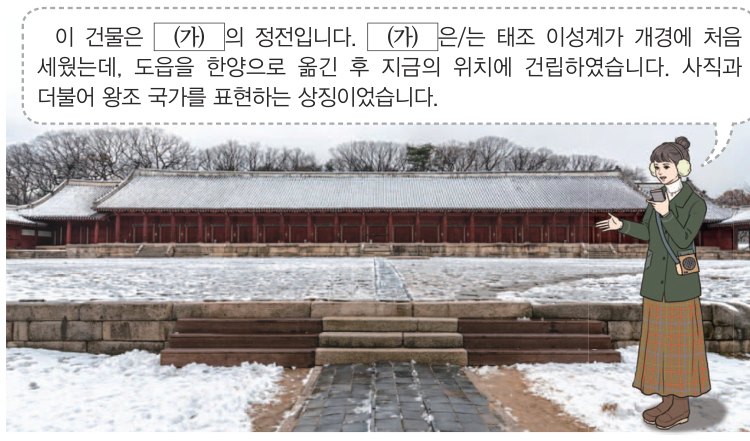 이 건물은 (가) 의 정전입니다. (가) 은/는 태조 이성계가 개경에 처음
세웠는데, 도읍을 한양으로 옮긴 후 지금의 위치에 건립하였습니다. 사직과
더불어 왕조 국가를 표현하는 상징이었습니다.